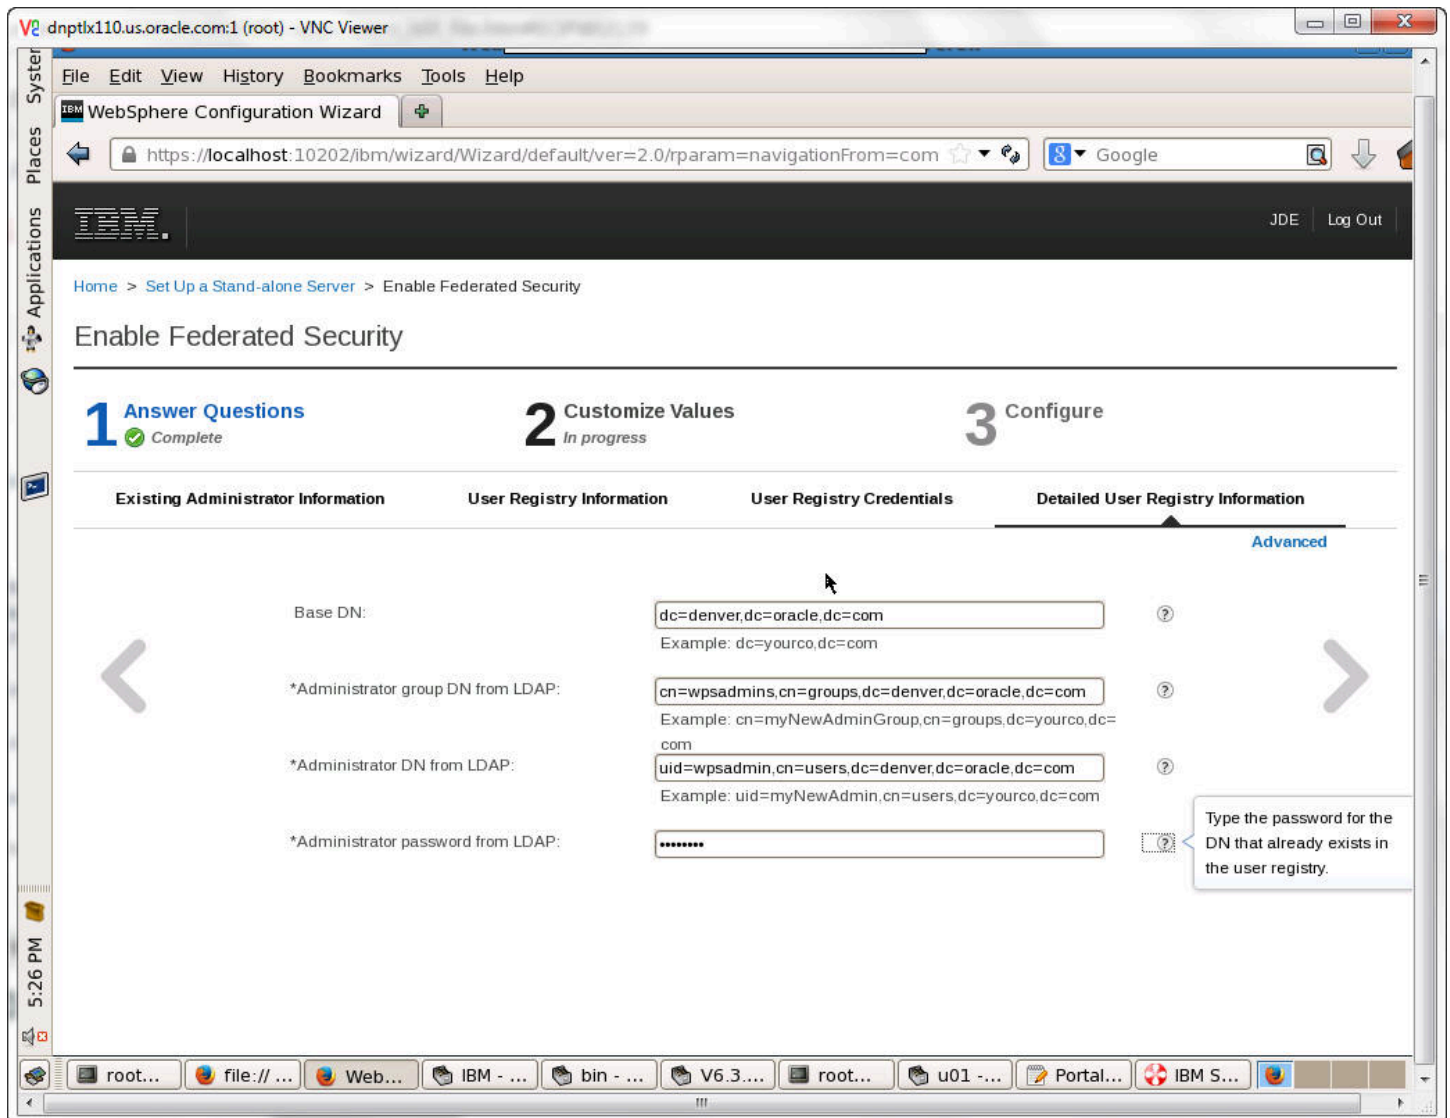 dnptlx110.us.oracle.com:1 (root) - VNC Viewer
File Edit View History Bookmarks Tools Help
WebSphere Configuration Wizard
https://localhost:10202/ibm/wizard/Wizard/default/ver=2.0/rparam=navigationFrom=com
Google
IBM.
JDE Log Out
Home > Set Up a Stand-alone Server > Enable Federated Security
Enable Federated Security
1 Answer Questions
Complete
2 Customize Values
In progress
3 Configure
Existing Administrator Information User Registry Information User Registry Credentials Detailed User Registry Information
Advanced
Base DN: dc=denver,dc=oracle,dc=com
Example: dc=yourco,dc=com
*Administrator group DN from LDAP: cn=wpsadmins,cn=groups,dc=denver,dc=oracle,dc=com
Example: cn=myNewAdminGroup,cn=groups,dc=yourco,dc=
com
*Administrator DN from LDAP: uid=wpsadmin,cn=users,dc=denver,dc=oracle,dc=com
Example: uid=myNewAdmin,cn=users,dc=yourco,dc=com
*Administrator password from LDAP: ••••••••
Type the password for the
DN that already exists in
the user registry.
Applications Places Syster
5:26 PM
root... file:// ... Web... IBM - ... bin - ... V6.3.... root... u01 -... Portal... IBM S...